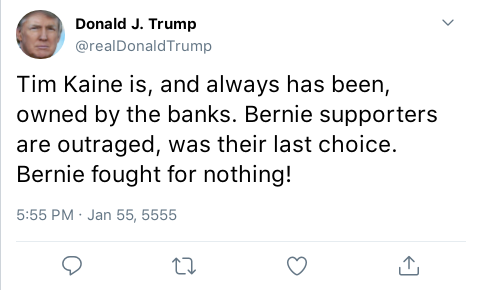 Donald J. Trump
@realDonaldTrump
Tim Kaine is, and always has been,
owned by the banks. Bernie supporters
are outraged, was their last choice.
Bernie fought for nothing!
5:55 PM · Jan 55, 5555